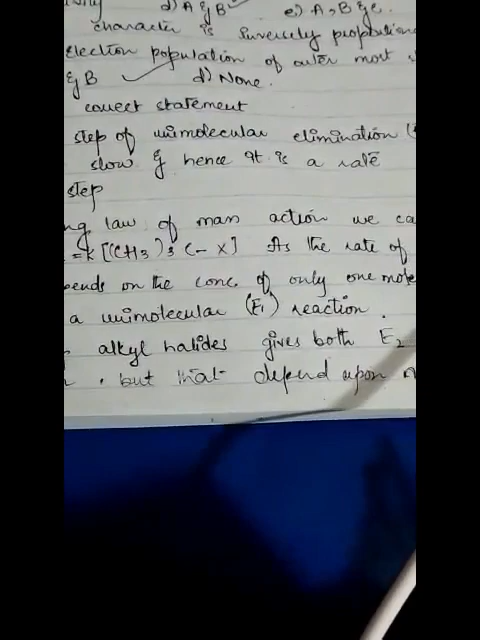 d) A & B e) A, B & C.
character is inversely proportiona
electron population of outer most s
& B d) None.
correct statement
step of unimolecular elimination (
slow & hence it is a rate
step
ng law of mass action we ca
=k [(CH3)3 C-X] As the rate of
pends on the conc. of only one mole
a unimolecular (E1) reaction.
alkyl halides gives both E2
. but that depend upon